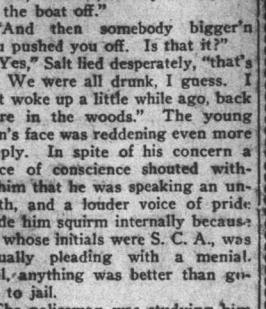 the boat off."
"And then somebody bigger'n
pushed you off. Is that it?"
Yes," Salt lied desperately, "that's
We were all drunk, I guess. I
woke up a little while ago, back
re in the woods." The young
n's face was reddening even more
ply. In spite of his concern a
ce of conscience shouted with-
him that he was speaking an un-
th, and a louder voice of pride
de him squirm internally because
whose initials were S. C. A., was
ually pleading with a menial.
l, anything was better than go-
to jail.